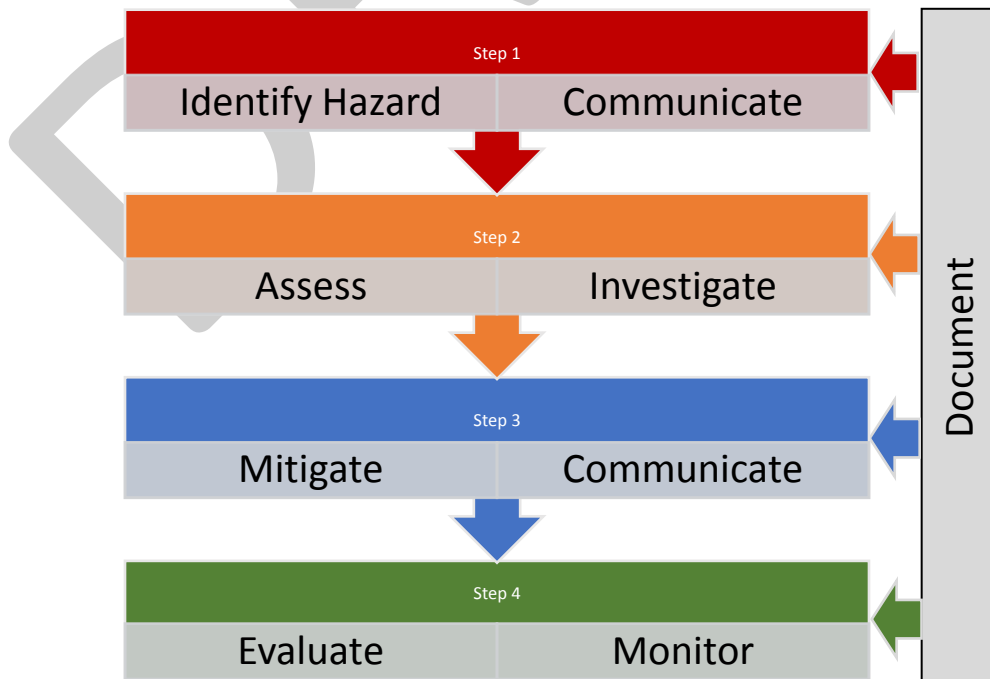 Step 1
Identify Hazard Communicate
Step 2
Assess Investigate
Step 3
Mitigate Communicate
Step 4
Evaluate Monitor
Document